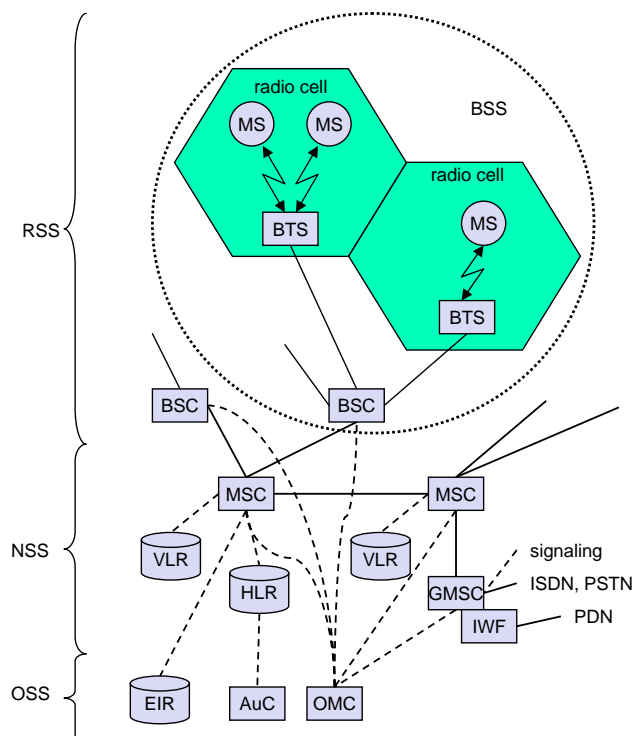 radio cell
BSS
MS
MS
radio cell
BTS
MS
RSS
BTS
BSC
BSC
MSC
MSC
NSS
VLR
VLR
signaling
HLR
GMSC
ISDN, PSTN
IWF
PDN
OSS
EIR
AuC
OMC